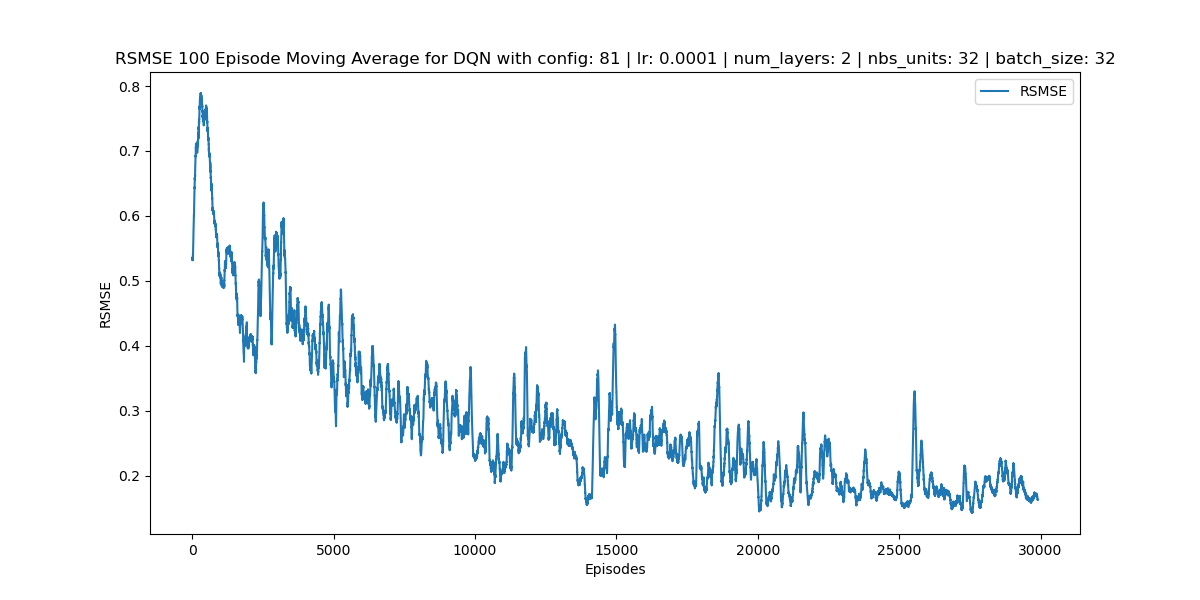 RSMSE 100 Episode Moving Average for DQN with config: 81 | lr: 0.0001 | num_layers: 2 | nbs_units: 32 | batch_size: 32
RSMSE
0.8
0.7
0.6
0.5
0.4
0.3
0.2
RSMSE
0 5000 10000 15000 20000 25000 30000
Episodes